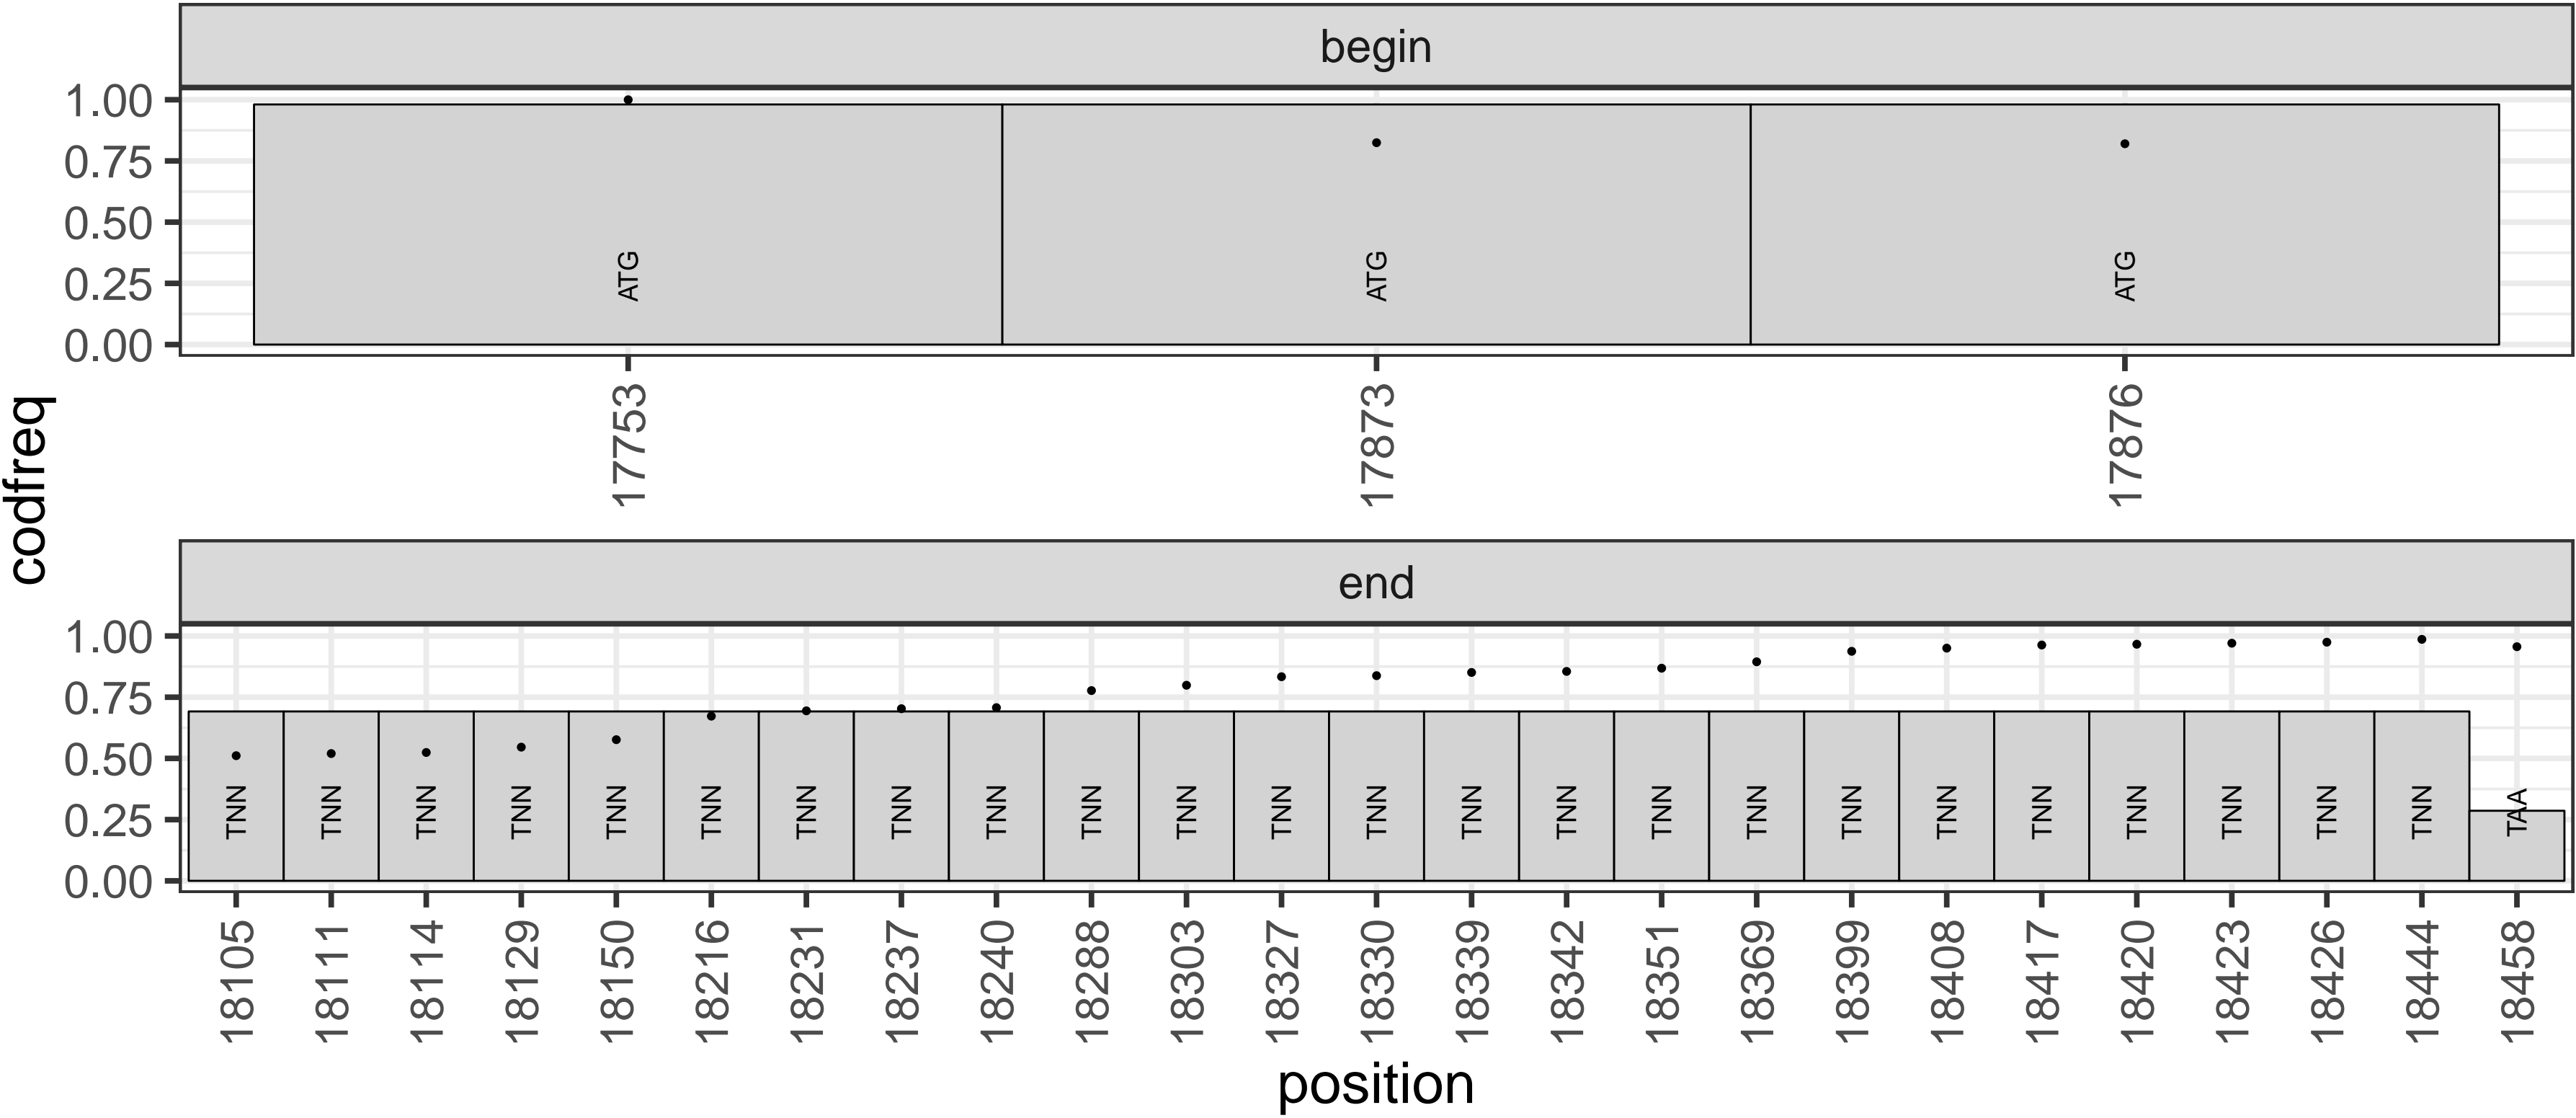 begin
1.00
0.75
0.50
0.25
0.00
ATG ATG ATG
17753 17873 17876
codfreq
end
1.00
0.75
0.50
0.25
0.00
TNN TNN TNN TNN TNN TNN TNN TNN TNN TNN TNN TNN TNN TNN TNN TNN TNN TNN TNN TNN TNN TNN TNN TNN TAA
18105 18111 18114 18129 18150 18216 18231 18237 18240 18288 18303 18327 18330 18339 18342 18351 18369 18399 18408 18417 18420 18423 18426 18444 18458
position